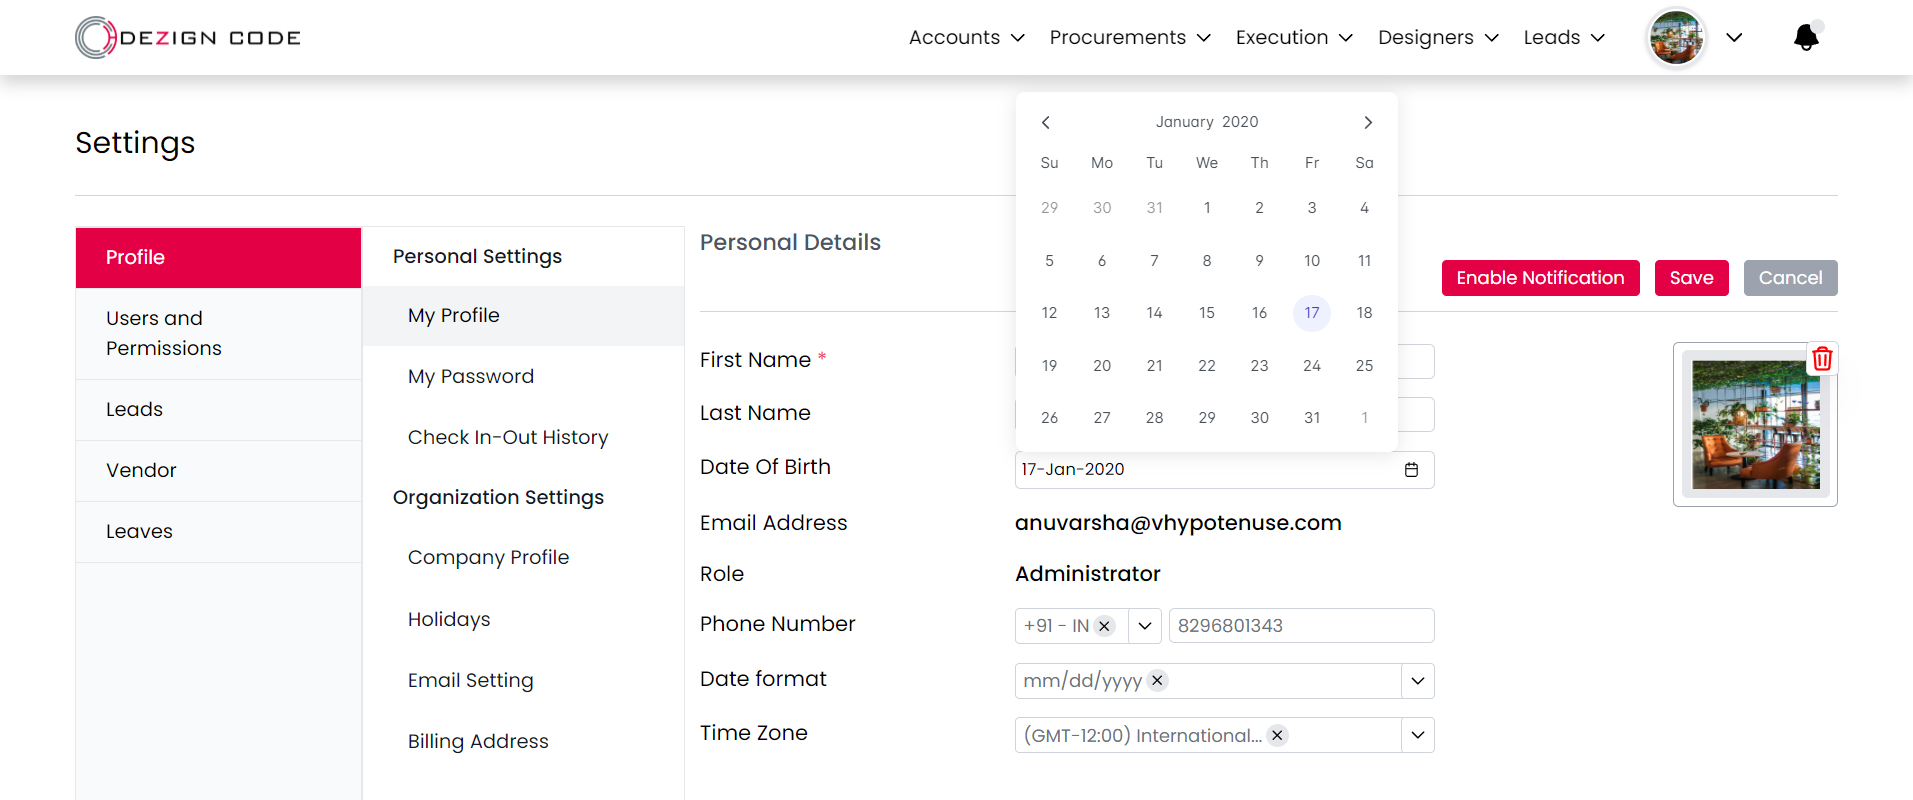 DEZIGN CODE
Accounts
Procurements
Execution
Designers
Leads
Settings
January 2020
Su Mo Tu We Th Fr Sa
29 30 31 1 2 3 4
5 6 7 8 9 10 11
12 13 14 15 16 17 18
19 20 21 22 23 24 25
26 27 28 29 30 31 1
Profile
Users and
Permissions
Leads
Vendor
Leaves
Personal Settings
My Profile
My Password
Check In-Out History
Organization Settings
Company Profile
Holidays
Email Setting
Billing Address
Personal Details
Enable Notification
Save
Cancel
First Name *
Last Name
Date Of Birth
17-Jan-2020
Email Address
anuvarsha@vhypotenuse.com
Role
Administrator
Phone Number
+91 - IN
8296801343
Date format
mm/dd/yyyy
Time Zone
(GMT-12:00) International...